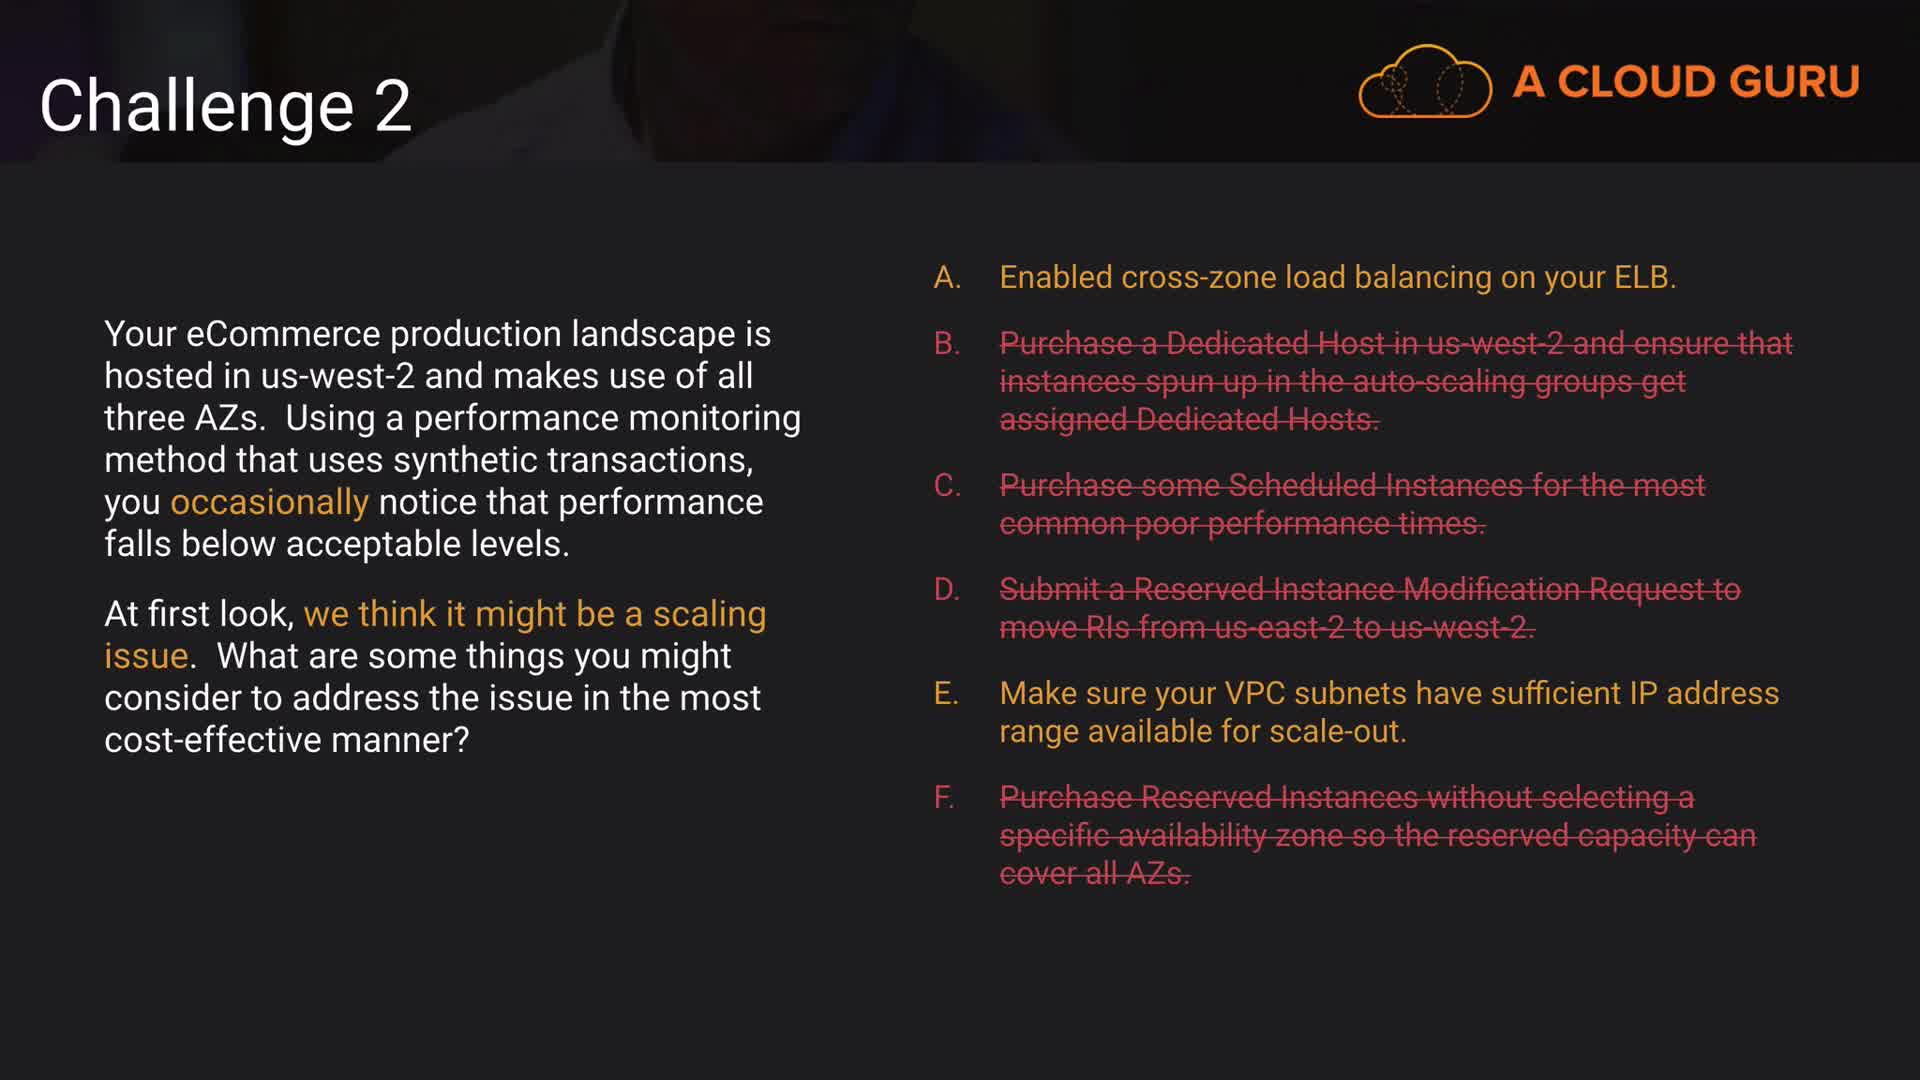 Challenge 2
A CLOUD GURU
Your eCommerce production landscape is
hosted in us-west-2 and makes use of all
three AZs.  Using a performance monitoring
method that uses synthetic transactions,
you occasionally notice that performance
falls below acceptable levels.
At first look, we think it might be a scaling
issue.  What are some things you might
consider to address the issue in the most
cost-effective manner?
A. Enabled cross-zone load balancing on your ELB.
B. Purchase a Dedicated Host in us-west-2 and ensure that
instances spun up in the auto-scaling groups get
assigned Dedicated Hosts.
C. Purchase some Scheduled Instances for the most
common poor performance times.
D. Submit a Reserved Instance Modification Request to
move RIs from us-east-2 to us-west-2.
E. Make sure your VPC subnets have sufficient IP address
range available for scale-out.
F. Purchase Reserved Instances without selecting a
specific availability zone so the reserved capacity can
cover all AZs.